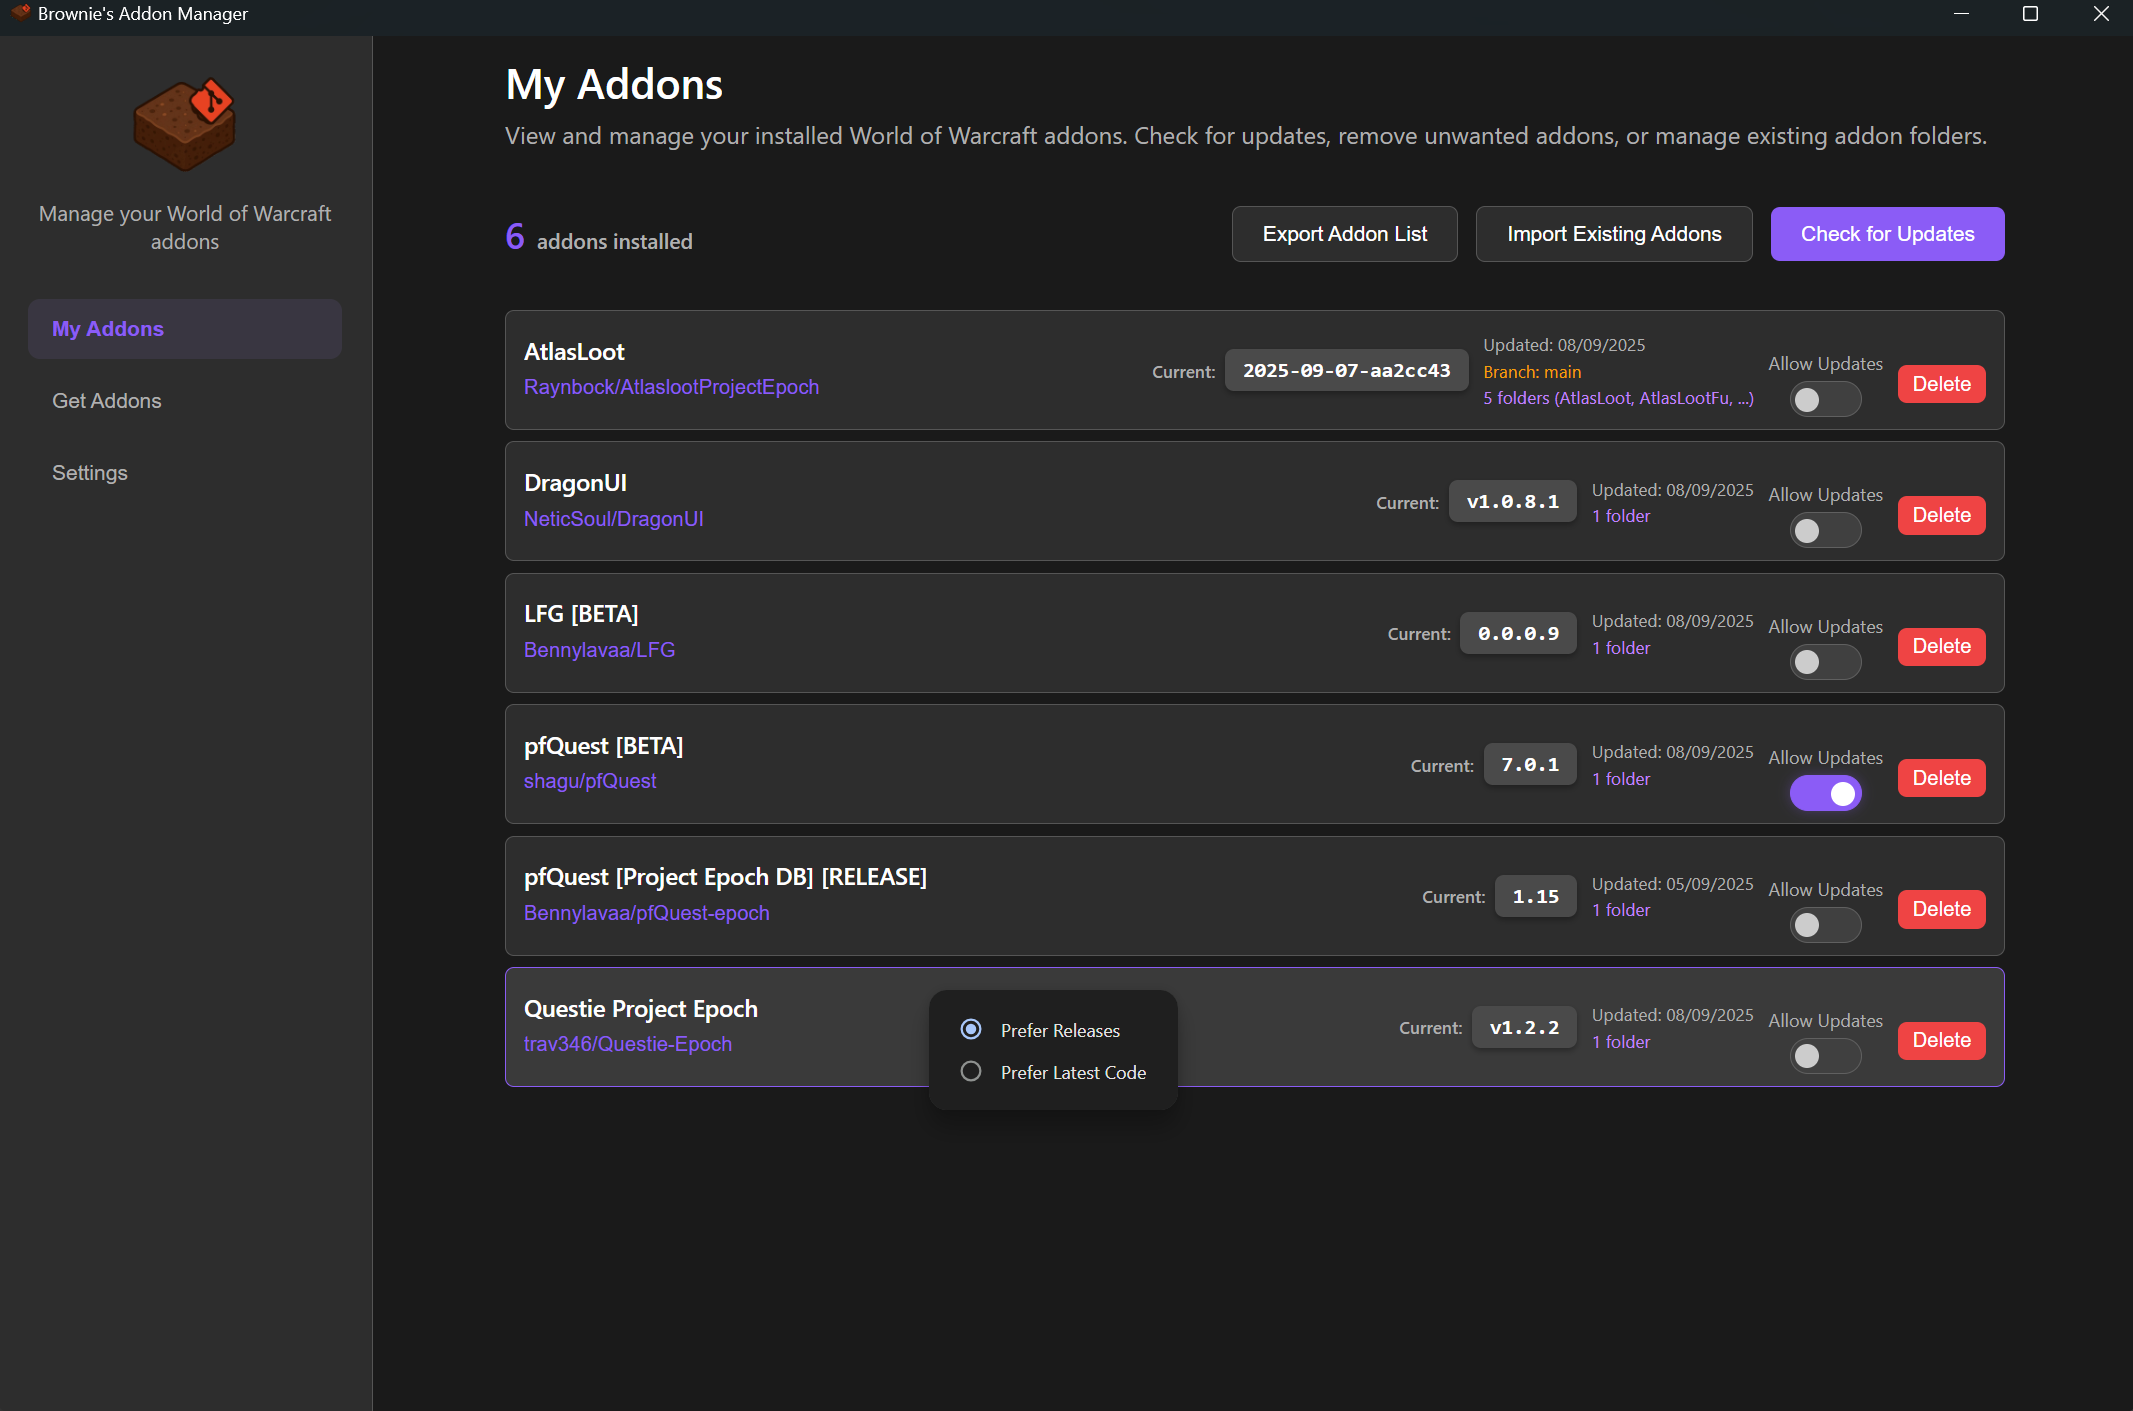 Brownie's Addon Manager
Manage your World of Warcraft
addons
My Addons
Get Addons
Settings
My Addons
View and manage your installed World of Warcraft addons. Check for updates, remove unwanted addons, or manage existing addon folders.
6 addons installed
Export Addon List
Import Existing Addons
Check for Updates
AtlasLoot
Raynbock/AtlaslootProjectEpoch
Current: 2025-09-07-aa2cc43
Updated: 08/09/2025
Branch: main
5 folders (AtlasLoot, AtlasLootFu, ...)
Allow Updates
Delete
DragonUI
NeticSoul/DragonUI
Current: v1.0.8.1
Updated: 08/09/2025
1 folder
Allow Updates
Delete
LFG [BETA]
Bennylavaa/LFG
Current: 0.0.0.9
Updated: 08/09/2025
1 folder
Allow Updates
Delete
pfQuest [BETA]
shagu/pfQuest
Current: 7.0.1
Updated: 08/09/2025
1 folder
Allow Updates
Delete
pfQuest [Project Epoch DB] [RELEASE]
Bennylavaa/pfQuest-epoch
Current: 1.15
Updated: 05/09/2025
1 folder
Allow Updates
Delete
Questie Project Epoch
trav346/Questie-Epoch
Prefer Releases
Prefer Latest Code
Current: v1.2.2
Updated: 08/09/2025
1 folder
Allow Updates
Delete